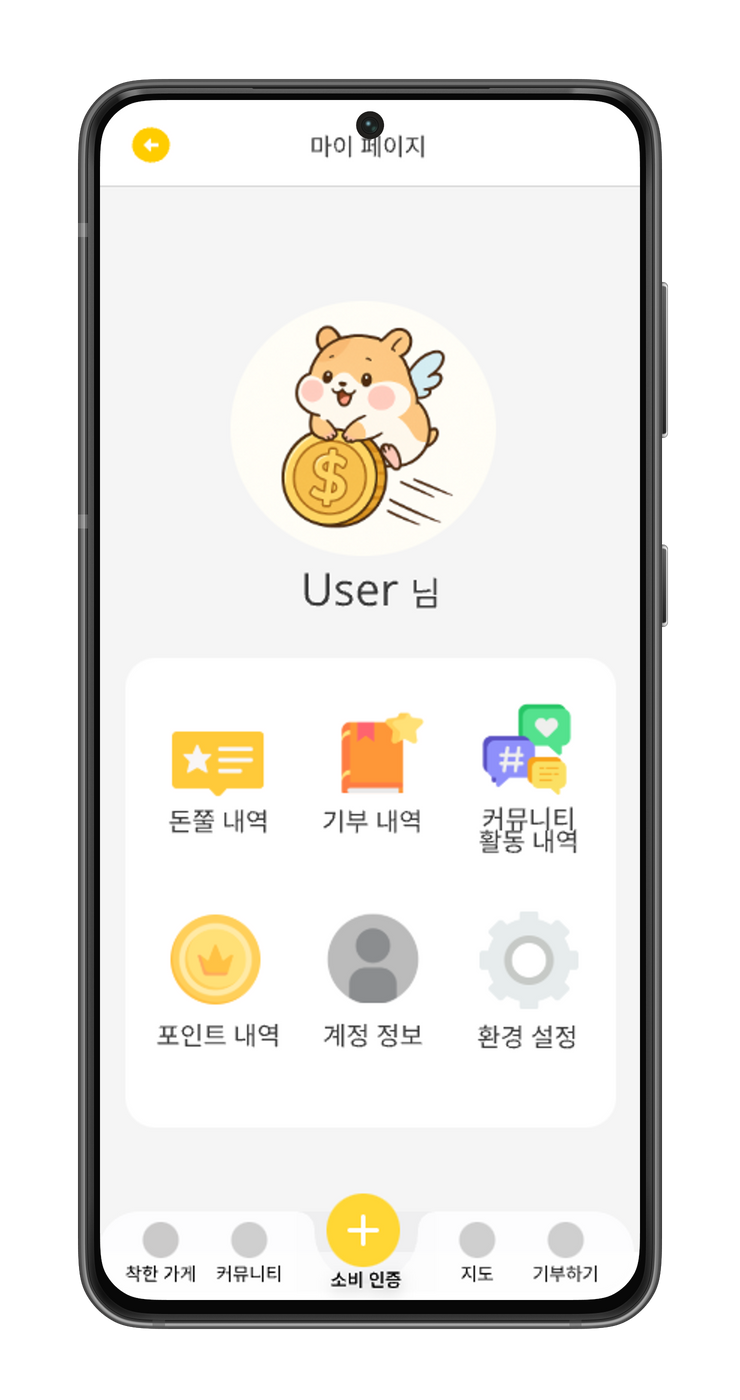 마이 페이지
$
User 님
#
돈쭐 내역
기부 내역
커뮤니티
활동 내역
포인트 내역
계정 정보
환경 설정
착한 가게
커뮤니티
소비 인증
지도
기부하기